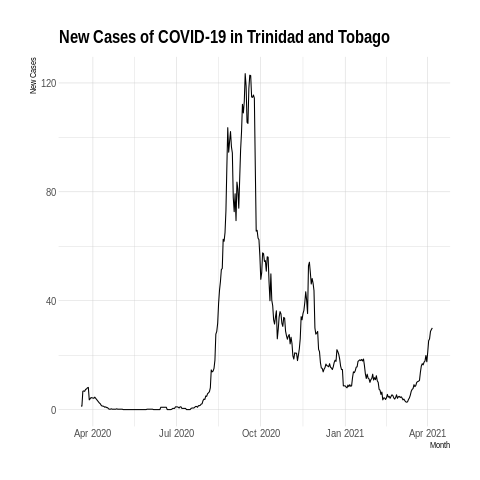 New Cases of COVID-19 in Trinidad and Tobago
New Cases
120
80
40
0
Apr 2020 Jul 2020 Oct 2020 Jan 2021 Apr 2021
Month